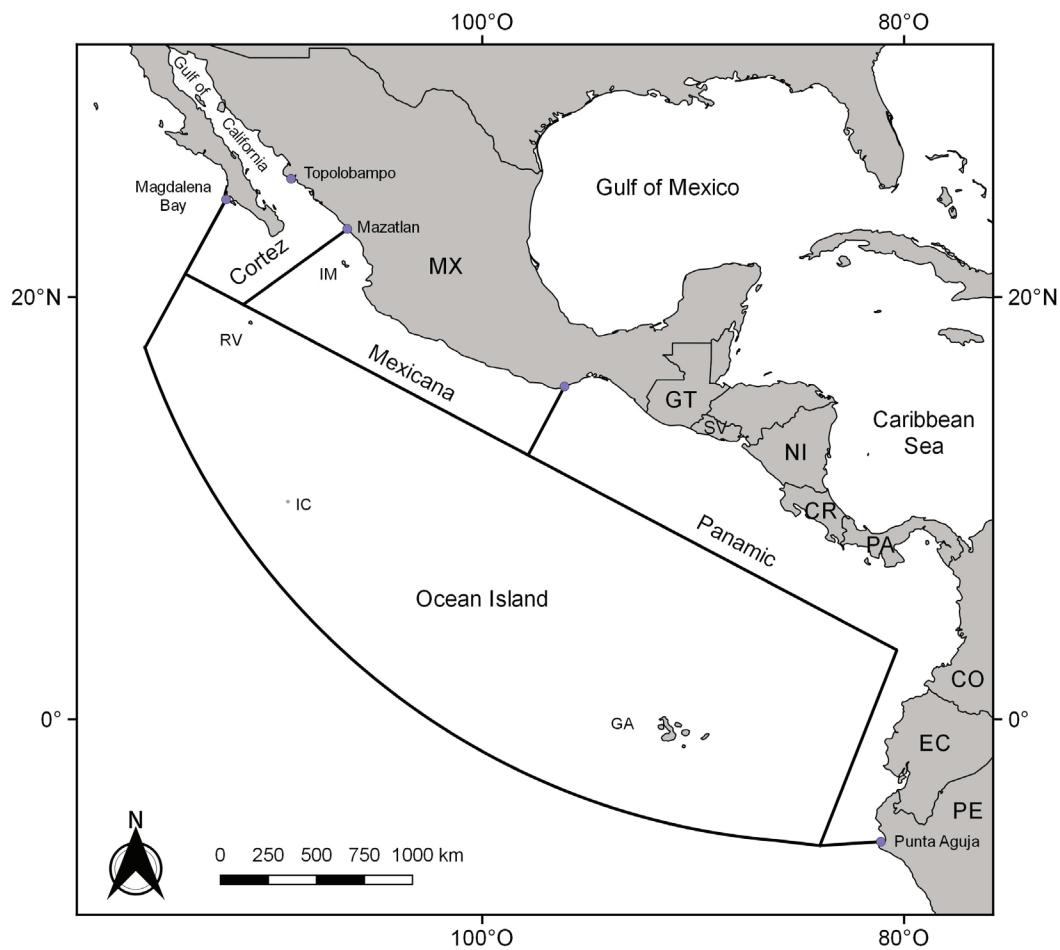 100°O
80°O
Gulf of
California
Topolobampo
Magdalena
Bay
Gulf of Mexico
Mazatlan
Cortez
IM
MX
20°N
20°N
RV
Mexicana
GT
SV
Caribbean
Sea
NI
IC
CR
Panamic
PA
Ocean Island
CO
0°
0°
GA
EC
PE
N
Punta Aguja
0 250 500 750 1000 km
100°O
80°O